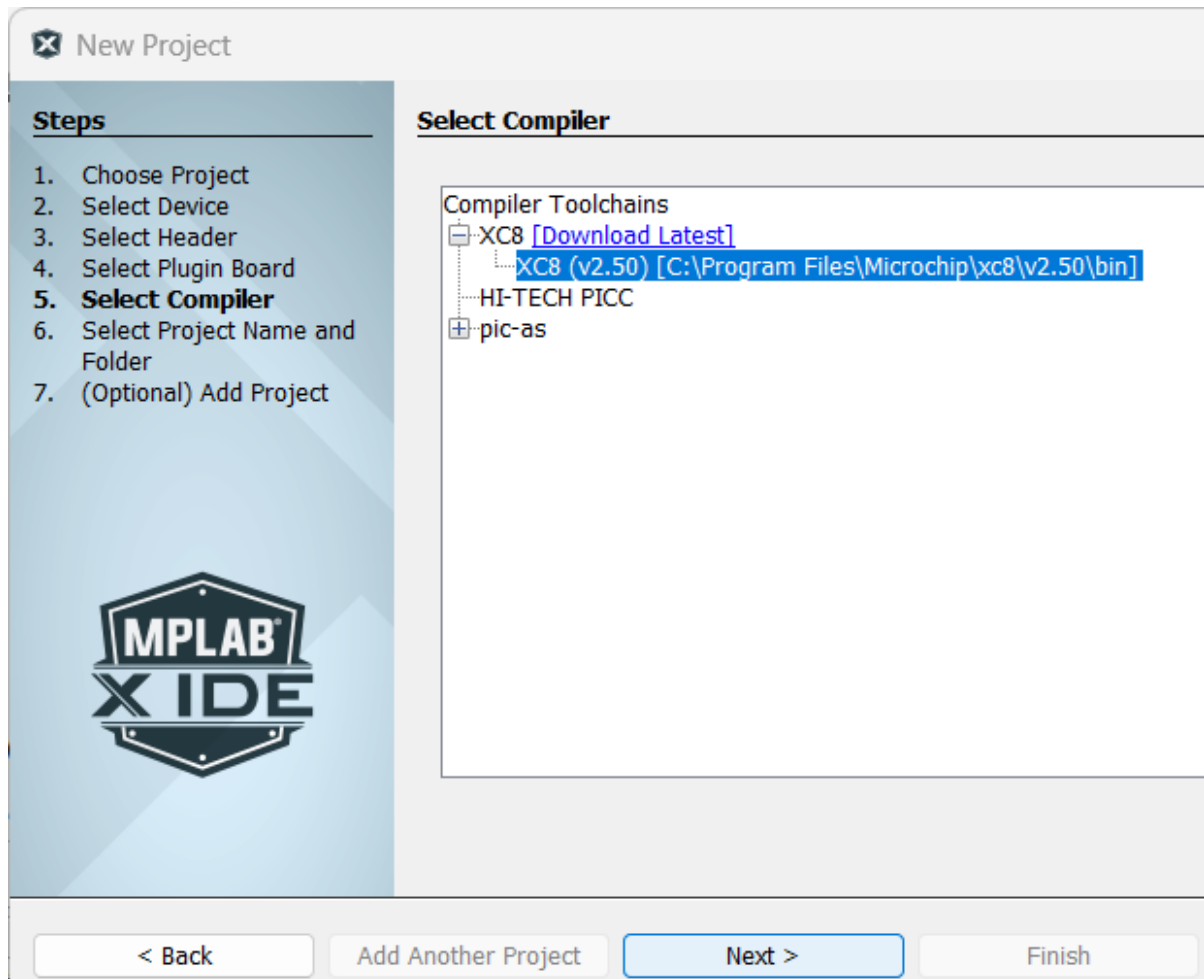 New Project
Steps
1. Choose Project
2. Select Device
3. Select Header
4. Select Plugin Board
5. Select Compiler
6. Select Project Name and
Folder
7. (Optional) Add Project
MPLAB®
X IDE
Select Compiler
Compiler Toolchains
XC8 [Download Latest]
XC8 (v2.50) [C:\Program Files\Microchip\xc8\v2.50\bin]
HI-TECH PICC
pic-as
< Back
Add Another Project
Next >
Finish